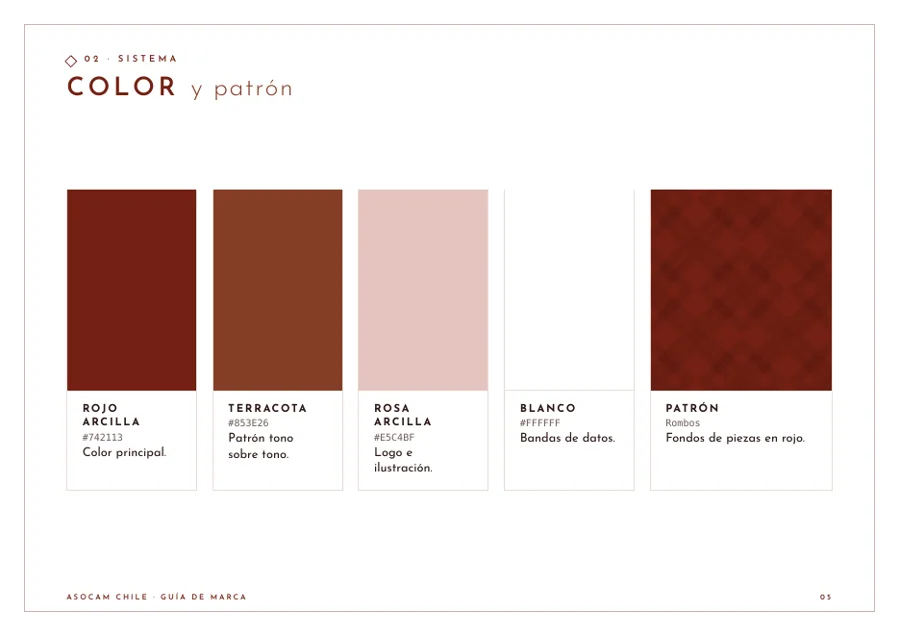 02 · SISTEMA
COLOR y patrón
ROJO
ARCILLA
#742113
Color principal.
TERRACOTA
#853E26
Patrón tono
sobre tono.
ROSA
ARCILLA
#E5C4BF
Logo e
ilustración.
BLANCO
#FFFFFF
Bandas de datos.
PATRÓN
Rombos
Fondos de piezas en rojo.
ASOCAM CHILE · GUÍA DE MARCA
05